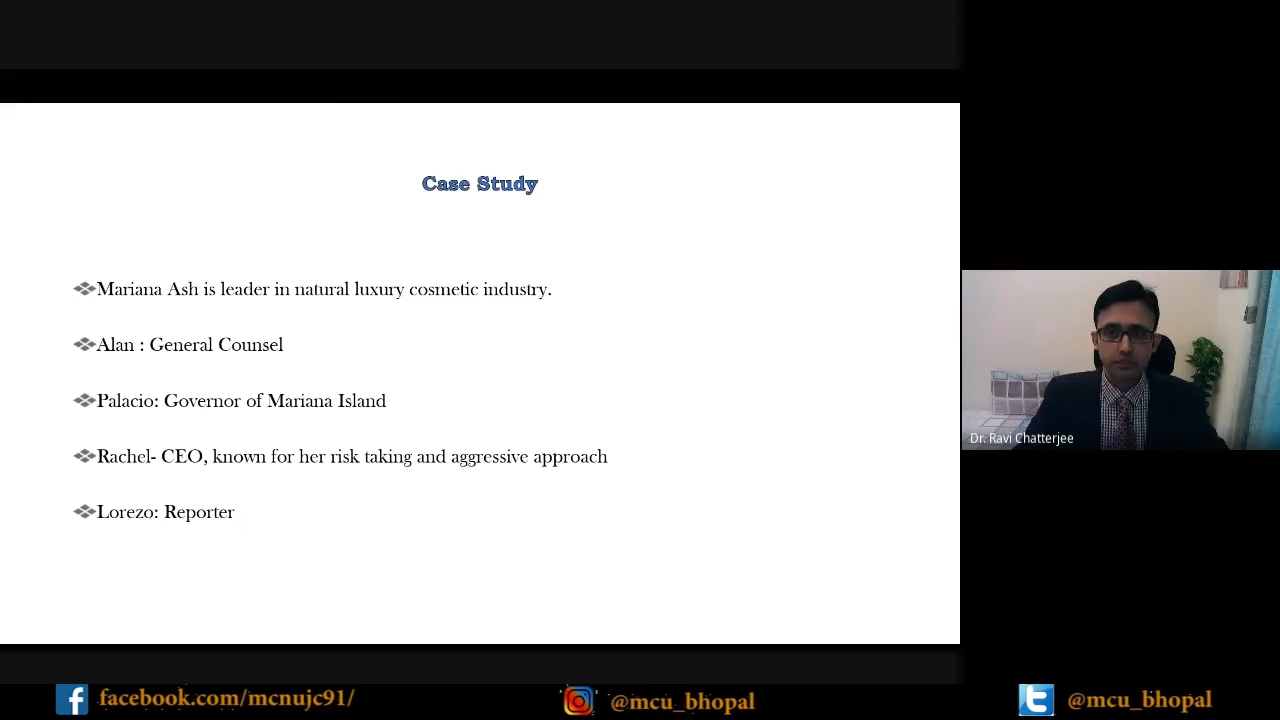 Case Study
Mariana Ash is leader in natural luxury cosmetic industry.
Alan : General Counsel
Palacio: Governor of Mariana Island
Rachel- CEO, known for her risk taking and aggressive approach
Lorezo: Reporter
Dr. Ravi Chatterjee
facebook.com/mcnujc91/
@mcu_bhopal
@mcu_bhopal